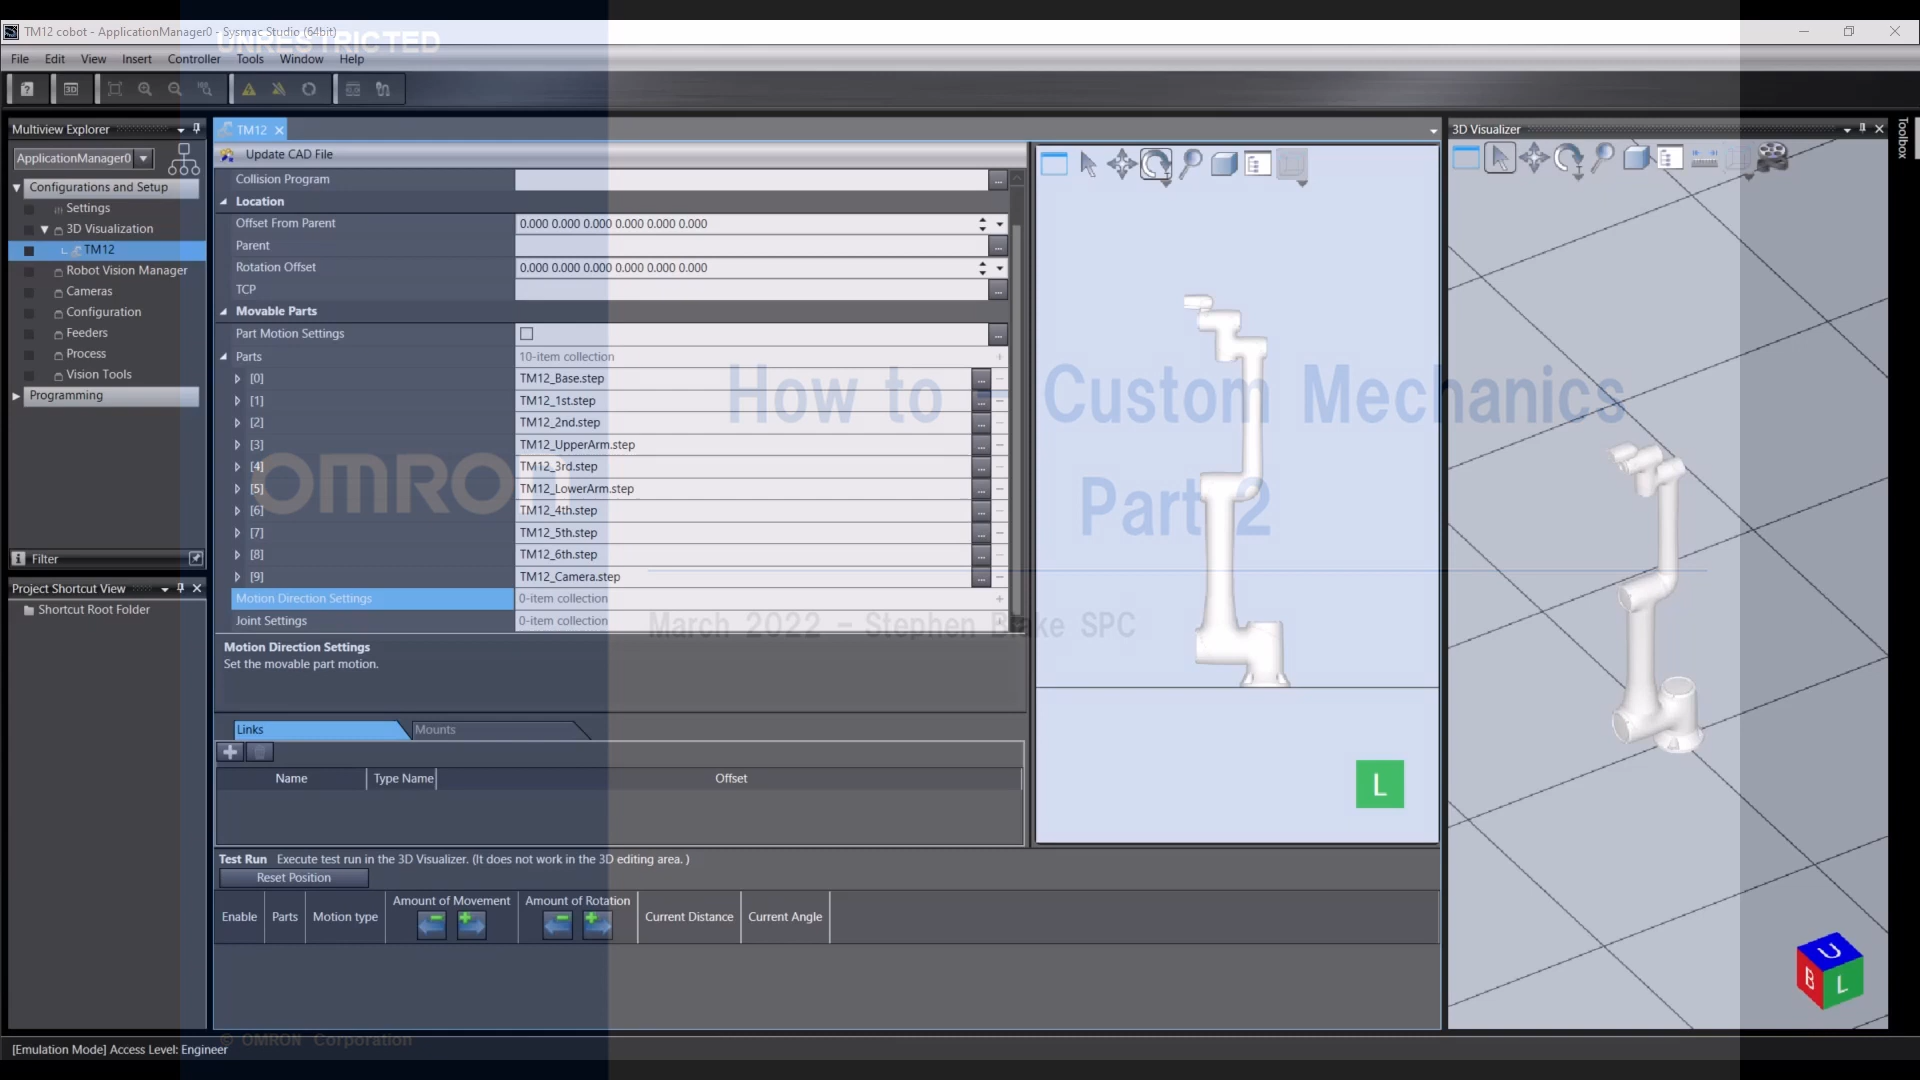 TM12 cobot - ApplicationManager0 - Sysmac Studio (64bit)
UNRESTRICTED
File Edit View Insert Controller Tools Window Help
3D
Multiview Explorer
TM12
3D Visualizer
Toolbox
ApplicationManager0
Update CAD File
Configurations and Setup
Settings
3D Visualization
TM12
Robot Vision Manager
Cameras
Configuration
Feeders
Process
Vision Tools
Programming
Collision Program
Location
Offset From Parent 0.000 0.000 0.000 0.000 0.000 0.000
Parent
Rotation Offset 0.000 0.000 0.000 0.000 0.000 0.000
TCP
Movable Parts
Part Motion Settings
Parts 10-item collection
[0] TM12_Base.step
[1] TM12_1st.step
[2] TM12_2nd.step
[3] TM12_UpperArm.step
[4] TM12_3rd.step
[5] TM12_LowerArm.step
[6] TM12_4th.step
[7] TM12_5th.step
[8] TM12_6th.step
[9] TM12_Camera.step
Motion Direction Settings 0-item collection
Joint Settings 0-item collection
How to - Custom Mechanics
Part 2
OMRON
March 2022 - Stephen Blake SPC
Filter
Project Shortcut View
Shortcut Root Folder
Motion Direction Settings
Set the movable part motion.
Links Mounts
Name Type Name Offset
L
Test Run Execute test run in the 3D Visualizer. (It does not work in the 3D editing area. )
Reset Position
Enable Parts Motion type Amount of Movement Amount of Rotation Current Distance Current Angle
U
B L
© OMRON Corporation
[Emulation Mode] Access Level: Engineer